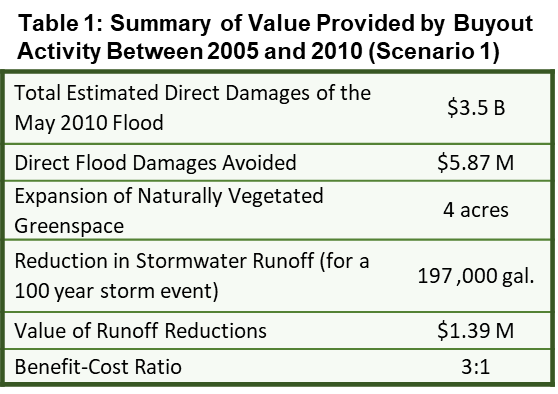 Table 1: Summary of Value Provided by Buyout
Activity Between 2005 and 2010 (Scenario 1)
Total Estimated Direct Damages of the
May 2010 Flood
$3.5 B
Direct Flood Damages Avoided
$5.87 M
Expansion of Naturally Vegetated
Greenspace
4 acres
Reduction in Stormwater Runoff (for a
100 year storm event)
197,000 gal.
Value of Runoff Reductions
$1.39 M
Benefit-Cost Ratio
3:1